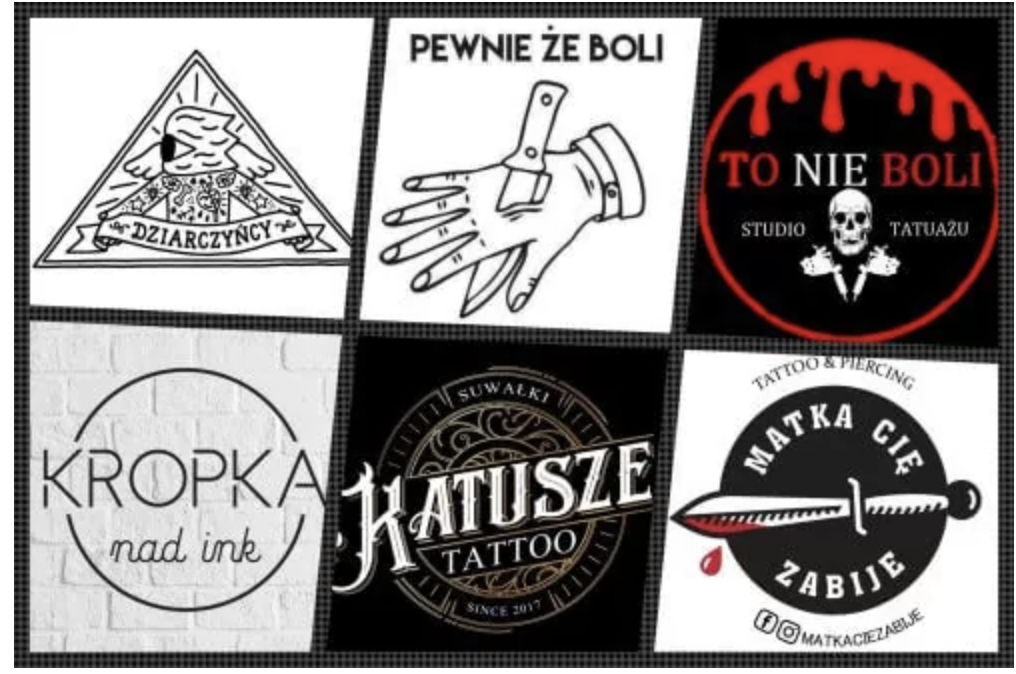 DZIARCZYŃCY
PEWNIE ŻE BOLI
TO NIE BOLI
STUDIO TATUAŻU
KROPKA
nad ink
SUWAŁKI
KATUSZE
TATTOO
SINCE 2017
TATTOO & PIERCING
MATKA CIĘ
ZABIJE
MATKACIEZABIJE